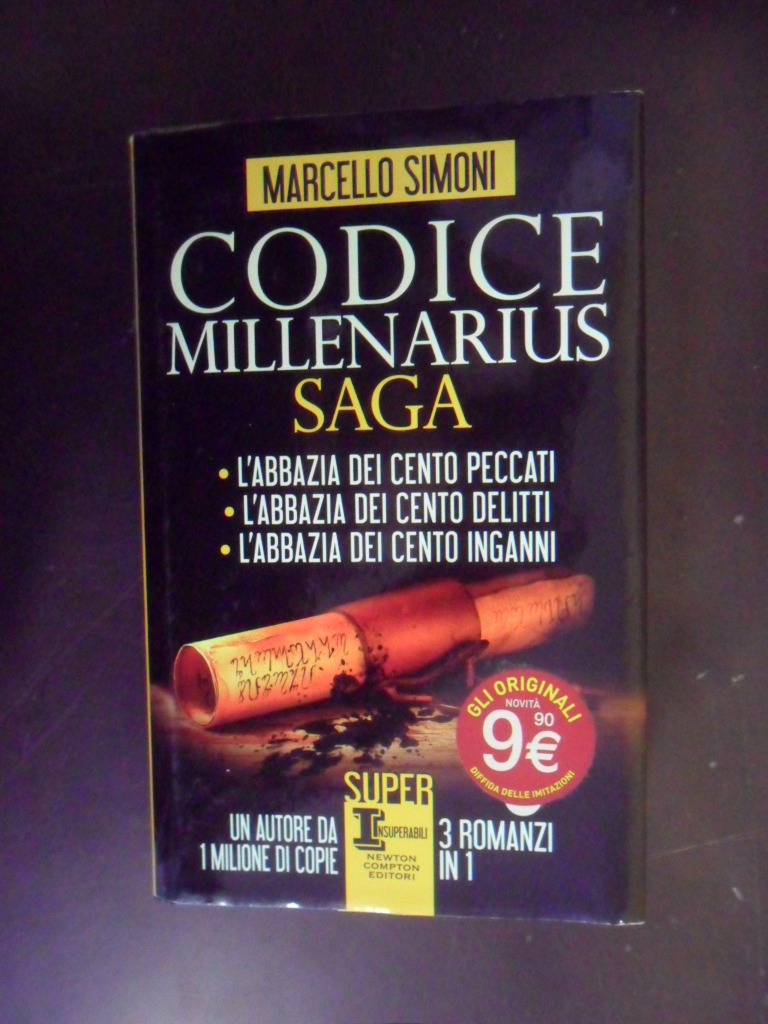 MARCELLO SIMONI
CODICE
MILLENARIUS
SAGA
• L'ABBAZIA DEI CENTO PECCATI
• L'ABBAZIA DEI CENTO DELITTI
• L'ABBAZIA DEI CENTO INGANNI
GLI ORIGINALI
NOVITÀ
9 90 €
DIFFIDA DELLE IMITAZIONI
UN AUTORE DA
1 MILIONE DI COPIE
SUPER
INSUPERABILI
NEWTON
COMPTON
EDITORI
3 ROMANZI
IN 1